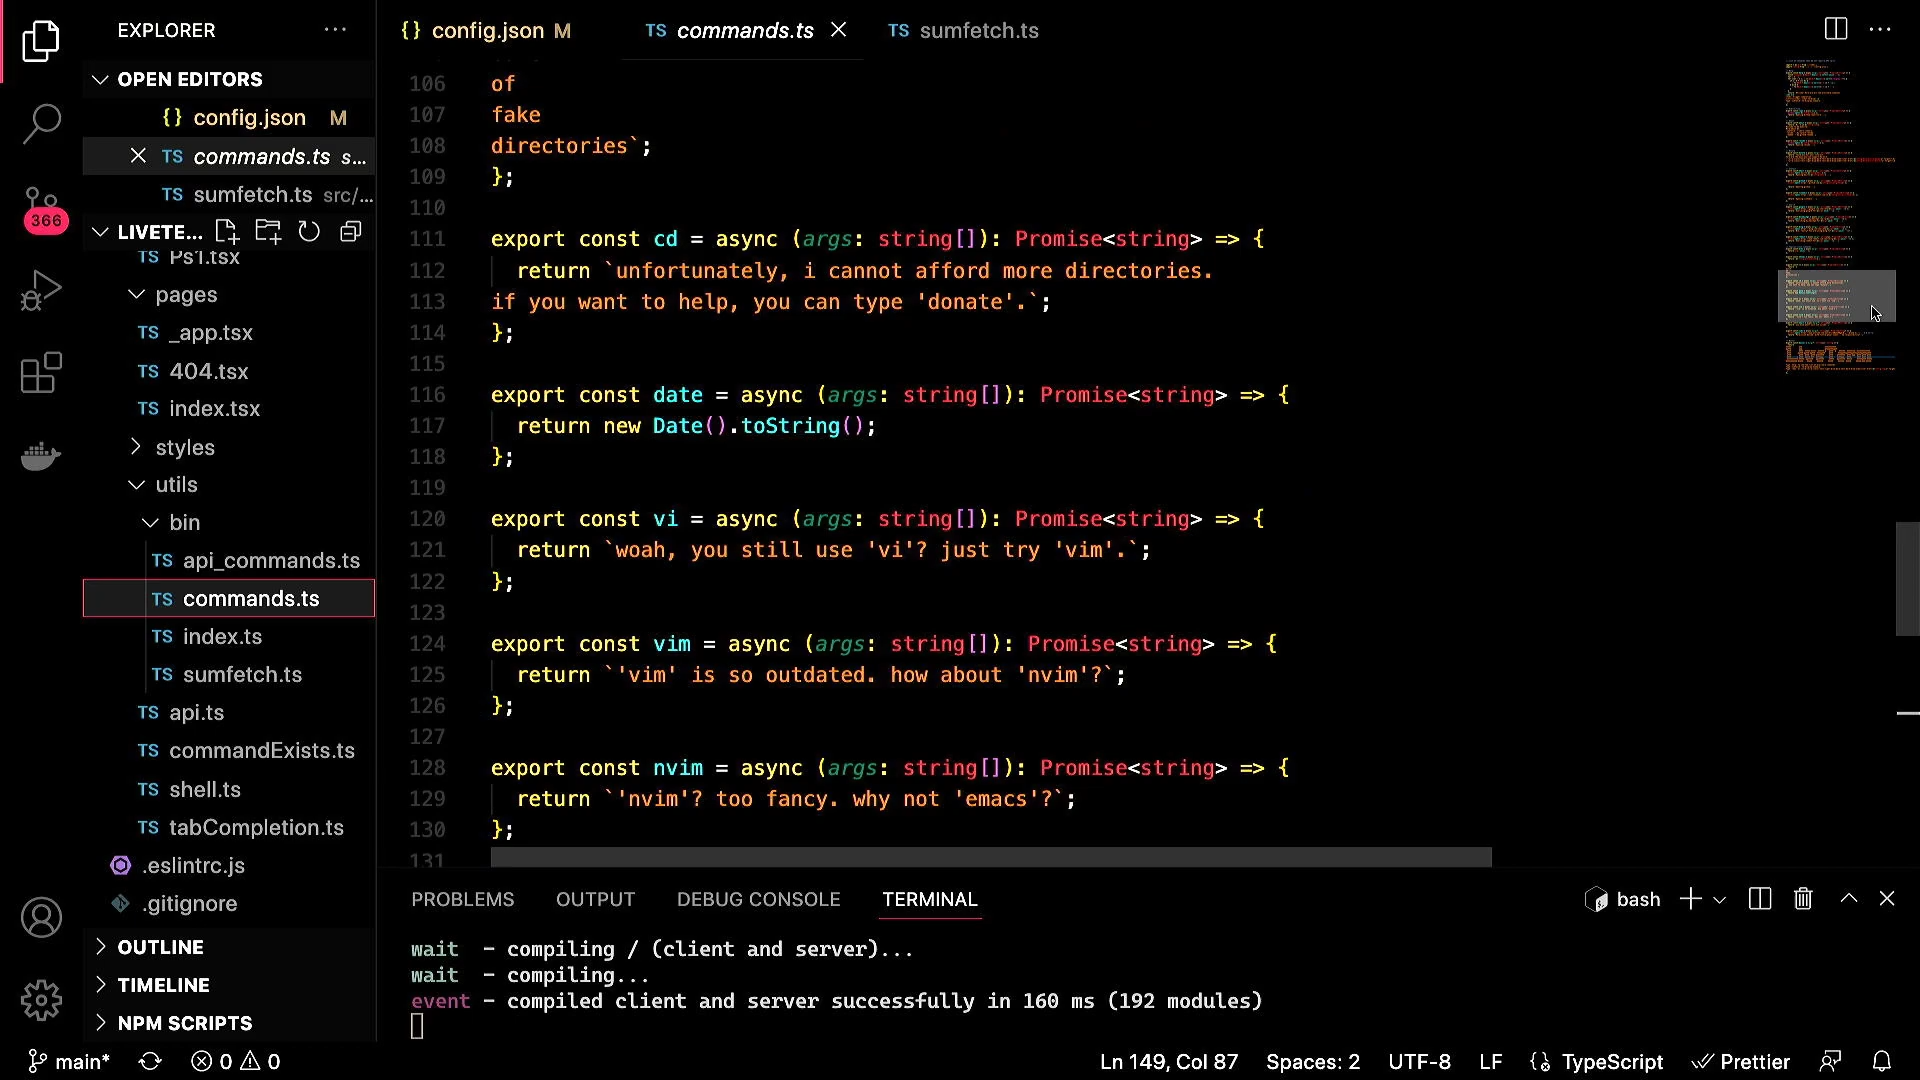 EXPLORER
OPEN EDITORS
{} config.json M
TS commands.ts s...
TS sumfetch.ts src/...
366
LIVETE...
TS Ps1.tsx
pages
TS _app.tsx
TS 404.tsx
TS index.tsx
styles
utils
bin
TS api_commands.ts
TS commands.ts
TS index.ts
TS sumfetch.ts
TS api.ts
TS commandExists.ts
TS shell.ts
TS tabCompletion.ts
.eslintrc.js
.gitignore
OUTLINE
TIMELINE
NPM SCRIPTS
{} config.json M TS commands.ts TS sumfetch.ts
106 of
107 fake
108 directories`;
109 };
110
111 export const cd = async (args: string[]): Promise<string> => {
112 return `unfortunately, i cannot afford more directories.
113 if you want to help, you can type 'donate'.`;
114 };
115
116 export const date = async (args: string[]): Promise<string> => {
117 return new Date().toString();
118 };
119
120 export const vi = async (args: string[]): Promise<string> => {
121 return `woah, you still use 'vi'? just try 'vim'.`;
122 };
123
124 export const vim = async (args: string[]): Promise<string> => {
125 return `'vim' is so outdated. how about 'nvim'?`;
126 };
127
128 export const nvim = async (args: string[]): Promise<string> => {
129 return `'nvim'? too fancy. why not 'emacs'?`;
130 };
131
LiveTerm
PROBLEMS OUTPUT DEBUG CONSOLE TERMINAL bash
wait - compiling / (client and server)...
wait - compiling...
event - compiled client and server successfully in 160 ms (192 modules)
main* 0 0 Ln 149, Col 87 Spaces: 2 UTF-8 LF TypeScript Prettier